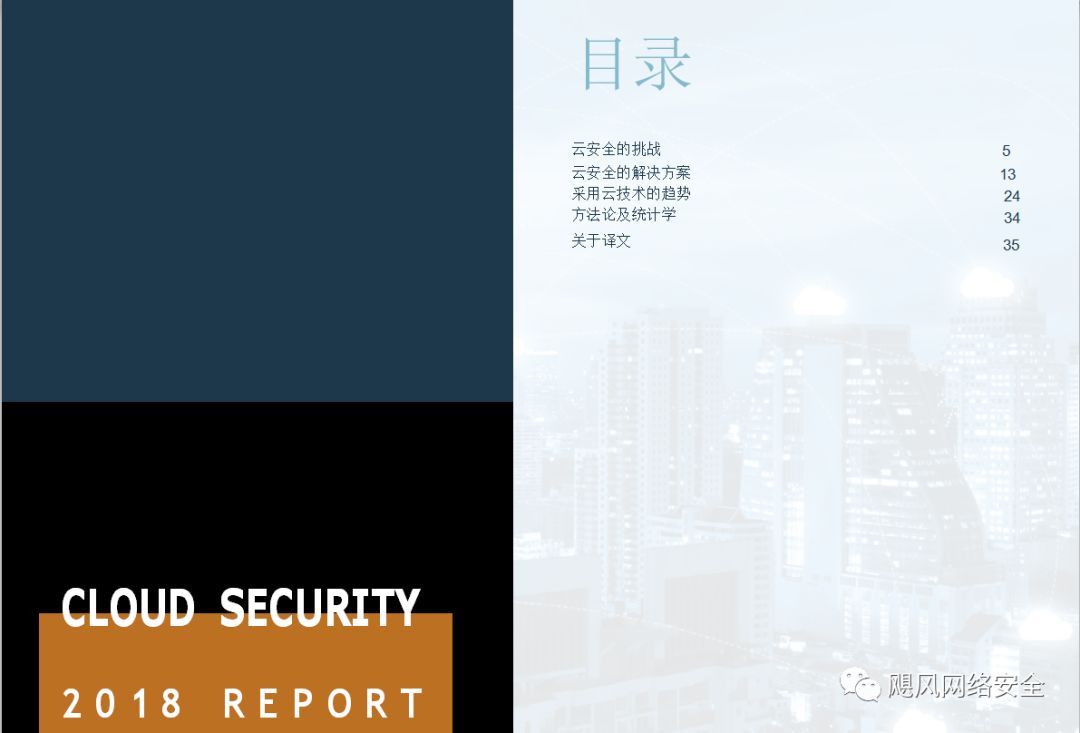 CLOUD SECURITY
2018 REPORT
目录
云安全的挑战 5
云安全的解决方案 13
采用云技术的趋势 24
方法论及统计学 34
关于译文 35
飓风网络安全